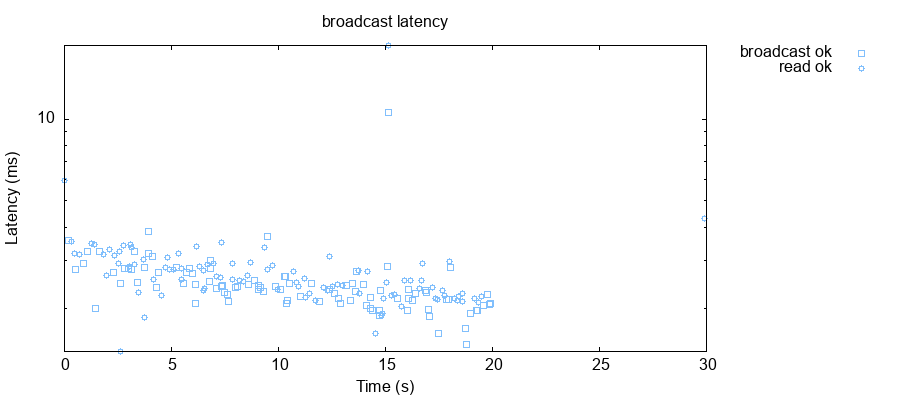 broadcast latency
broadcast ok
read ok
10
Latency (ms)
0 5 10 15 20 25 30
Time (s)